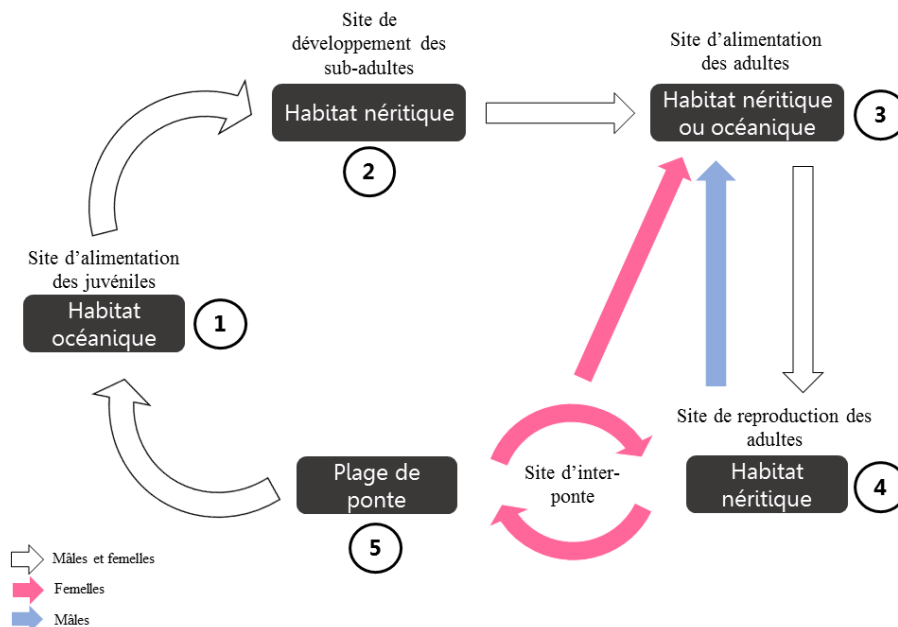 Site de
développement des
sub-adultes
Habitat néritique
2
Site d’alimentation
des adultes
Habitat néritique
ou océanique
3
Site d’alimentation
des juvéniles
Habitat
océanique
1
Site de reproduction des
adultes
Habitat
néritique
4
Site d’inter-
ponte
Plage de
ponte
5
Mâles et femelles
Femelles
Mâles